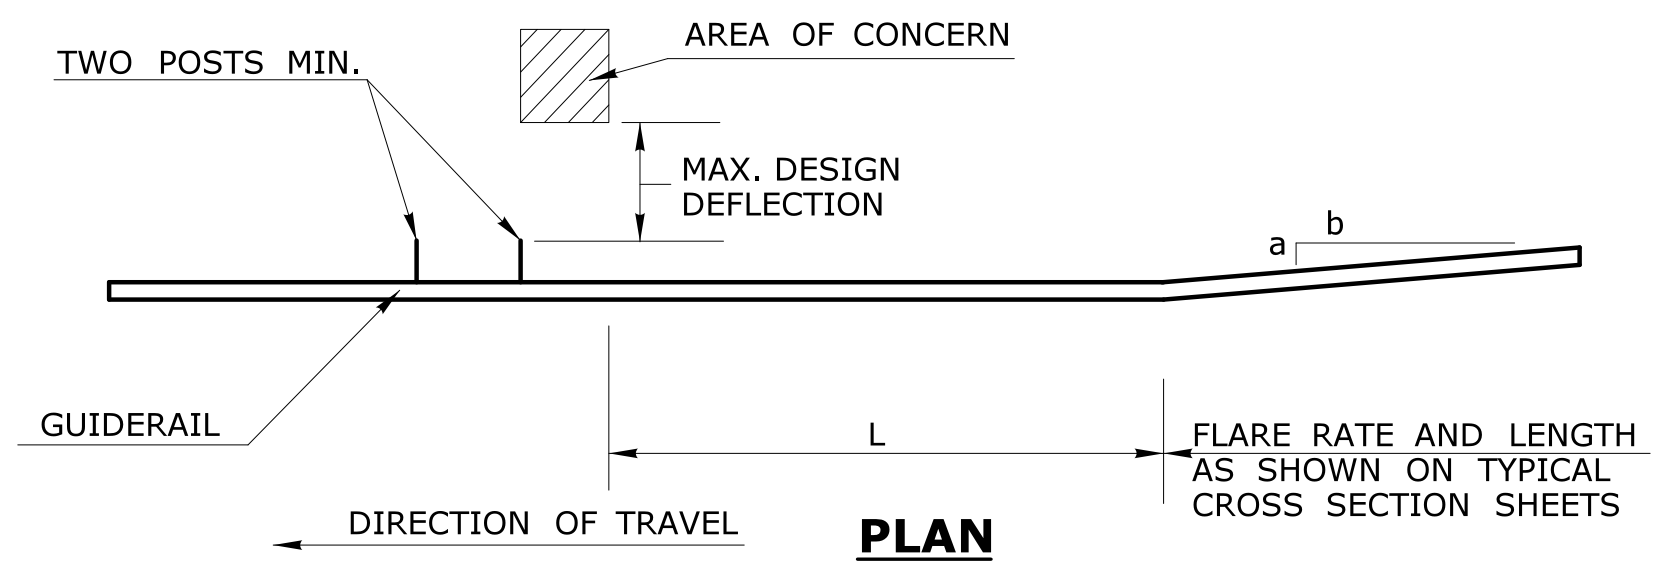 AREA OF CONCERN
TWO POSTS MIN.
MAX. DESIGN
DEFLECTION
b
a
GUIDERAIL
L
FLARE RATE AND LENGTH
AS SHOWN ON TYPICAL
CROSS SECTION SHEETS
DIRECTION OF TRAVEL
PLAN